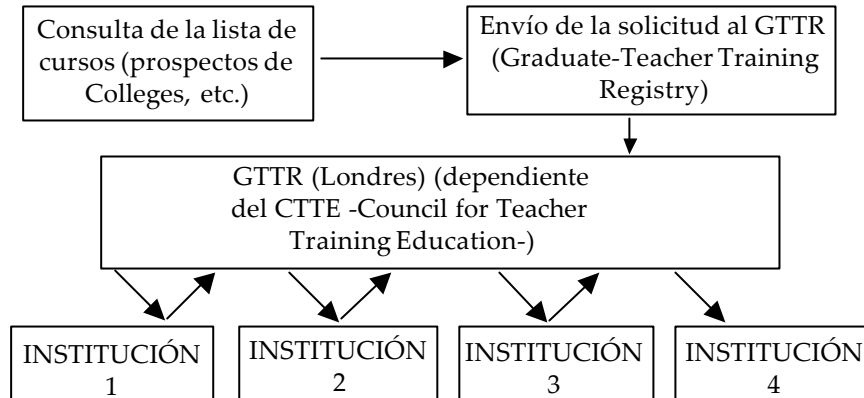 Consulta de la lista de
cursos (prospectos de
Colleges, etc.)
Envío de la solicitud al GTTR
(Graduate-Teacher Training
Registry)
GTTR (Londres) (dependiente
del CTTE -Council for Teacher
Training Education-)
INSTITUCIÓN
1
INSTITUCIÓN
2
INSTITUCIÓN
3
INSTITUCIÓN
4